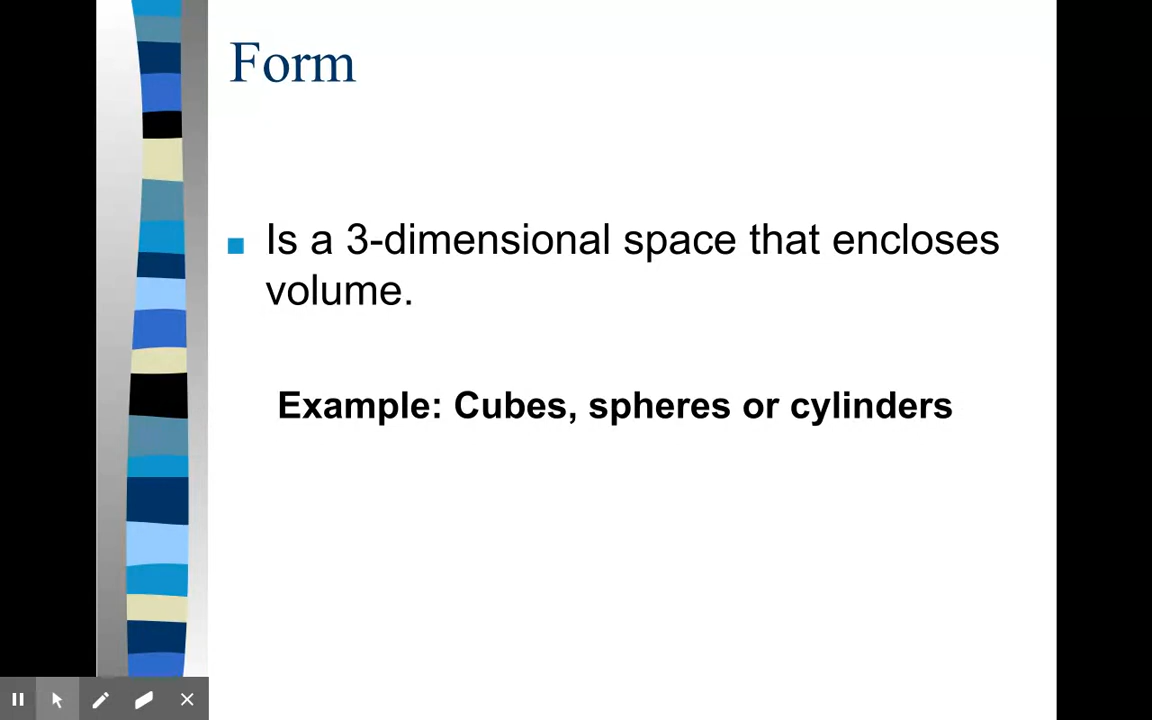 Form
Is a 3-dimensional space that encloses
volume.
Example: Cubes, spheres or cylinders